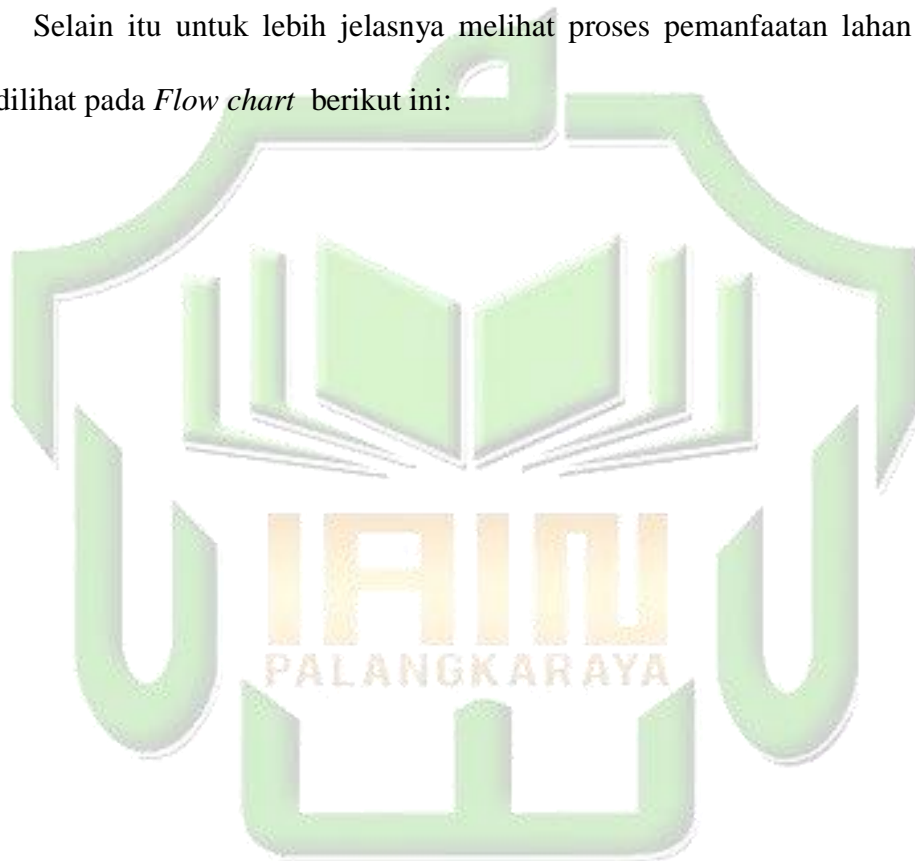 Selain itu untuk lebih jelasnya melihat proses pemanfaatan lahan
dilihat pada Flow chart berikut ini:
IAIN
PALANGKARAYA